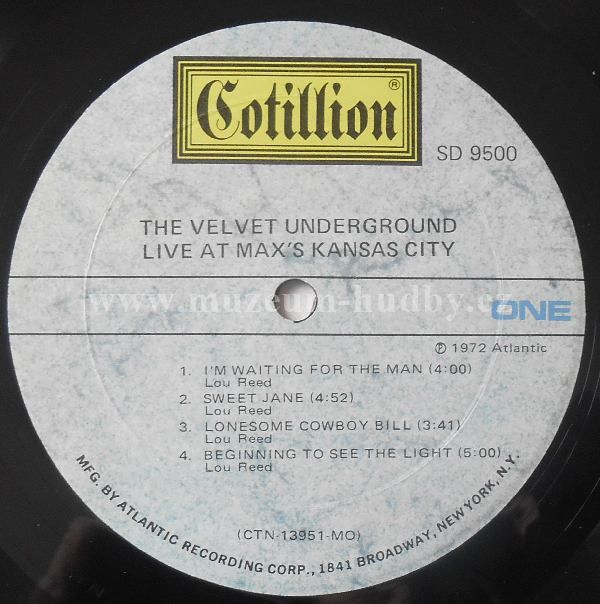 Cotillion®
SD 9500
THE VELVET UNDERGROUND
LIVE AT MAX'S KANSAS CITY
www.muzeum-hudby.cz
ONE
℗ 1972 Atlantic
1. I'M WAITING FOR THE MAN (4:00)
Lou Reed
2. SWEET JANE (4:52)
Lou Reed
3. LONESOME COWBOY BILL (3:41)
Lou Reed
4. BEGINNING TO SEE THE LIGHT (5:00)
Lou Reed
(CTN-13951-MO)
MFG. BY ATLANTIC RECORDING CORP., 1841 BROADWAY, NEW YORK, N.Y.